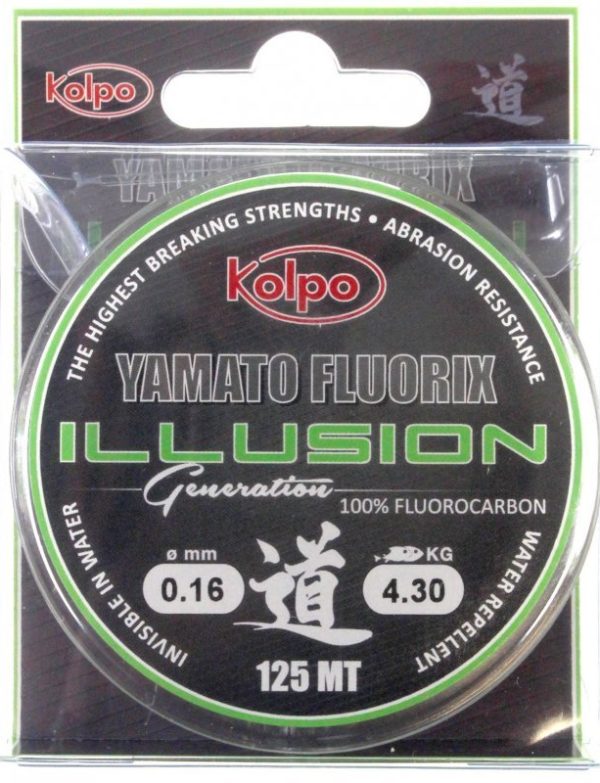 Kolpo
道
YAMATO FLUORIX
THE HIGHEST BREAKING STRENGTHS • ABRASION RESISTANCE
Kolpo
YAMATO FLUORIX
ILLUSION
Generation
100% FLUOROCARBON
ø mm
KG
0.16
道
4.30
125 MT
INVISIBLE IN WATER
WATER REPELLENT